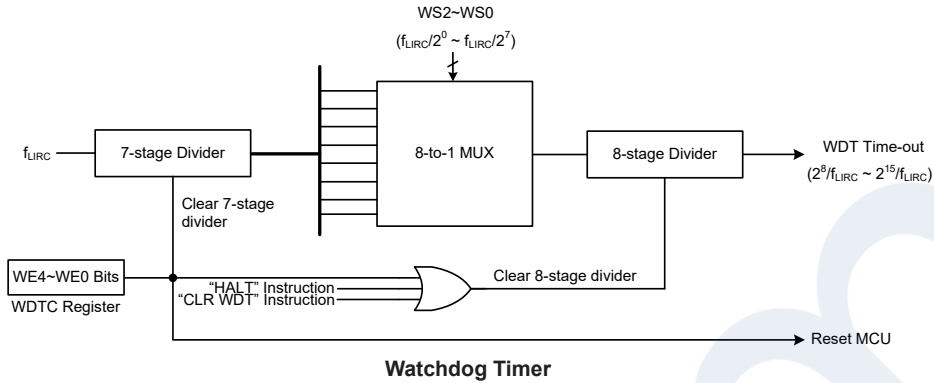 WS2~WS0
(fLIRC/2^0 ~ fLIRC/2^7)
fLIRC
7-stage Divider
8-to-1 MUX
8-stage Divider
WDT Time-out
(2^8/fLIRC ~ 2^15/fLIRC)
Clear 7-stage
divider
WE4~WE0 Bits
WDTC Register
“HALT” Instruction
“CLR WDT” Instruction
Clear 8-stage divider
Reset MCU
Watchdog Timer